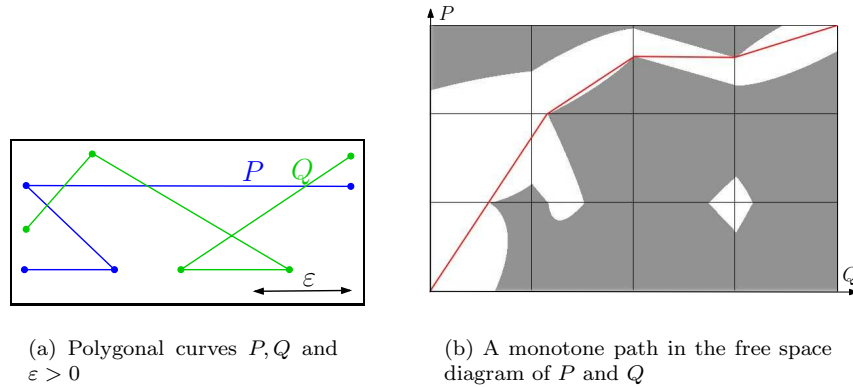 P
Q
ε
(a) Polygonal curves P, Q and
ε > 0
P
Q
(b) A monotone path in the free space
diagram of P and Q